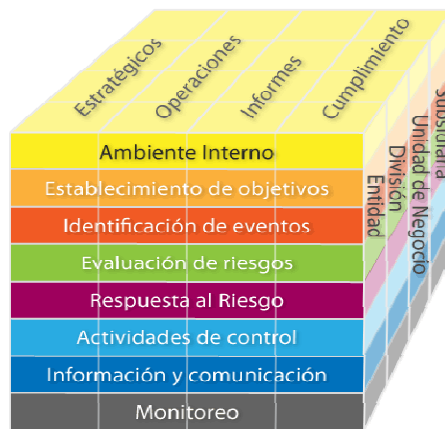 Estratégicos
Operaciones
Informes
Cumplimiento
Ambiente Interno
Establecimiento de objetivos
Identificación de eventos
Evaluación de riesgos
Respuesta al Riesgo
Actividades de control
Información y comunicación
Monitoreo
Entidad
División
Unidad de Negocio
Subsidiaria